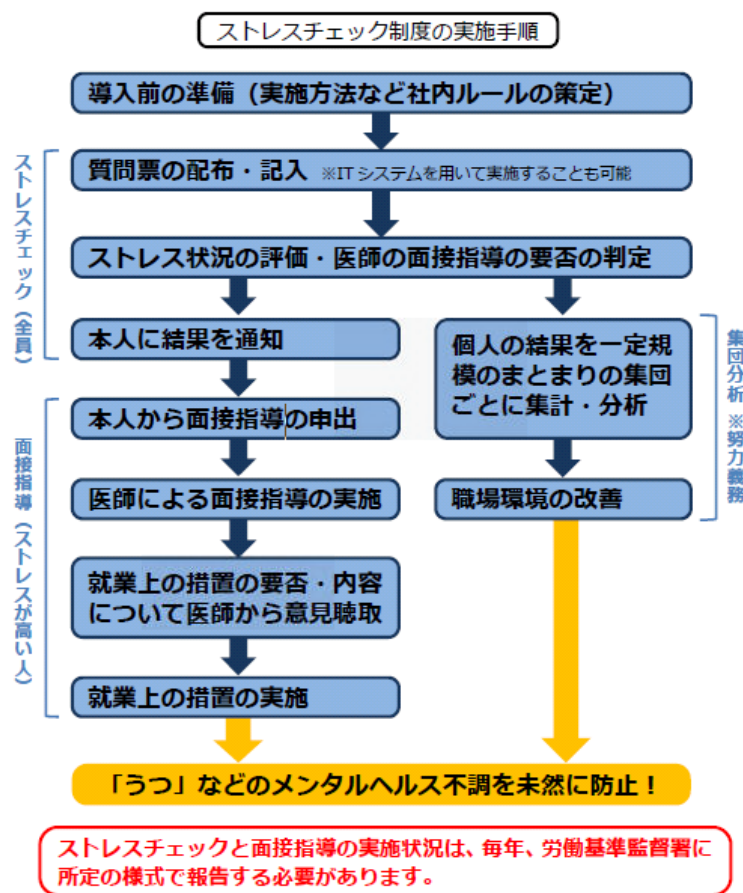 ストレスチェック制度の実施手順
導入前の準備（実施方法など社内ルールの策定）
ストレスチェック（全員）
質問票の配布・記入 ※ITシステムを用いて実施することも可能
ストレス状況の評価・医師の面接指導の要否の判定
本人に結果を通知
面接指導（ストレスが高い人）
本人から面接指導の申出
医師による面接指導の実施
就業上の措置の要否・内容
について医師から意見聴取
就業上の措置の実施
個人の結果を一定規
模のまとまりの集団
ごとに集計・分析
職場環境の改善
集団分析 ※努力義務
「うつ」などのメンタルヘルス不調を未然に防止！
ストレスチェックと面接指導の実施状況は、毎年、労働基準監督署に
所定の様式で報告する必要があります。